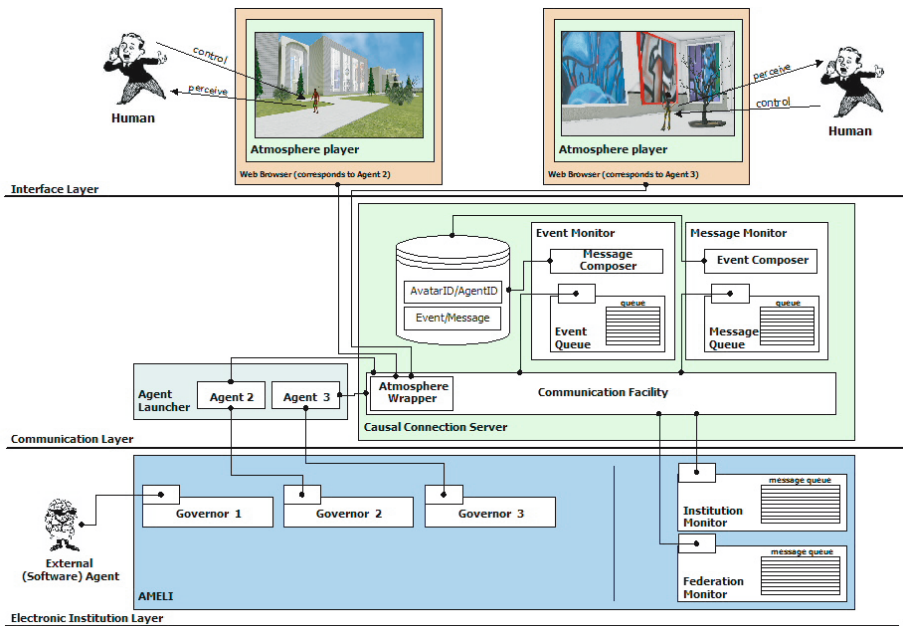 control
perceive
Human
Atmosphere player
Web Browser (corresponds to Agent 2)
Atmosphere player
Web Browser (corresponds to Agent 3)
perceive
control
Human
Interface Layer
AvatarID/AgentID
Event/Message
Event Monitor
Message
Composer
queue
Event
Queue
Message Monitor
Event Composer
queue
Message
Queue
Agent
Launcher
Agent 2
Agent 3
Atmosphere
Wrapper
Communication Facility
Causal Connection Server
Communication Layer
External
(Software) Agent
Governor 1
Governor 2
Governor 3
message queue
Institution
Monitor
message queue
Federation
Monitor
AMELI
Electronic Institution Layer